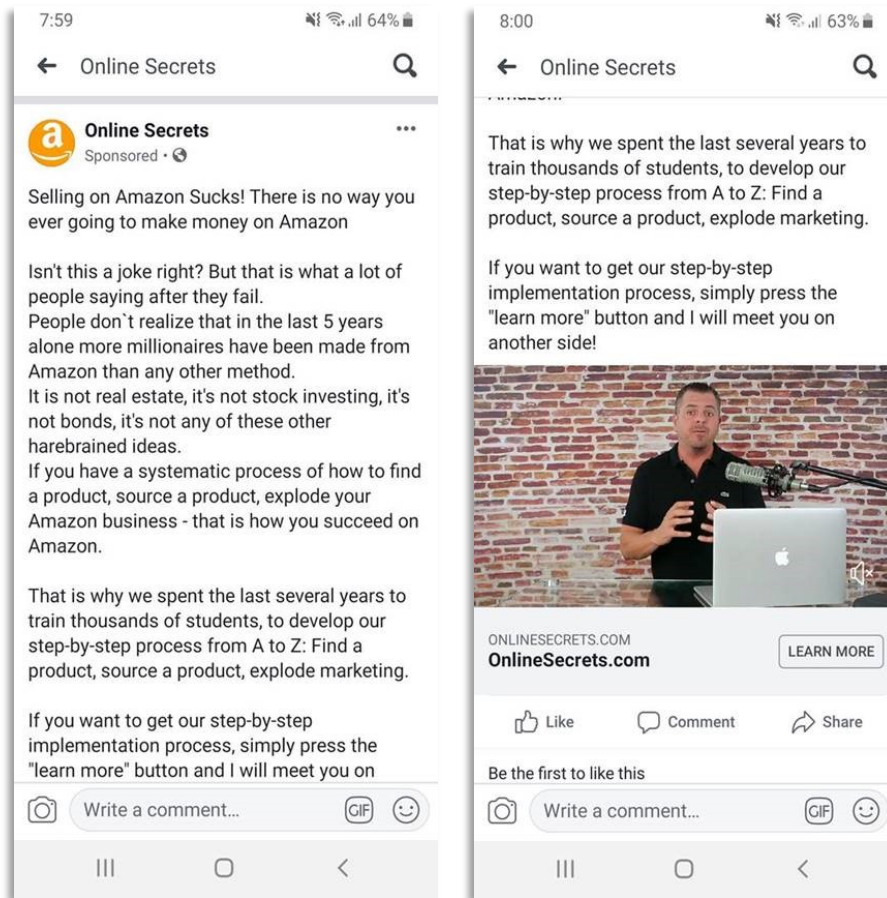 7:59
64%
Online Secrets
a
Online Secrets
Sponsored •
Selling on Amazon Sucks! There is no way you
ever going to make money on Amazon
Isn't this a joke right? But that is what a lot of
people saying after they fail.
People don`t realize that in the last 5 years
alone more millionaires have been made from
Amazon than any other method.
It is not real estate, it's not stock investing, it's
not bonds, it's not any of these other
harebrained ideas.
If you have a systematic process of how to find
a product, source a product, explode your
Amazon business - that is how you succeed on
Amazon.
That is why we spent the last several years to
train thousands of students, to develop our
step-by-step process from A to Z: Find a
product, source a product, explode marketing.
If you want to get our step-by-step
implementation process, simply press the
"learn more" button and I will meet you on
Write a comment...
GIF
8:00
63%
Online Secrets
Amazon.
That is why we spent the last several years to
train thousands of students, to develop our
step-by-step process from A to Z: Find a
product, source a product, explode marketing.
If you want to get our step-by-step
implementation process, simply press the
"learn more" button and I will meet you on
another side!
ONLINESECRETS.COM
OnlineSecrets.com
LEARN MORE
Like
Comment
Share
Be the first to like this
Write a comment...
GIF